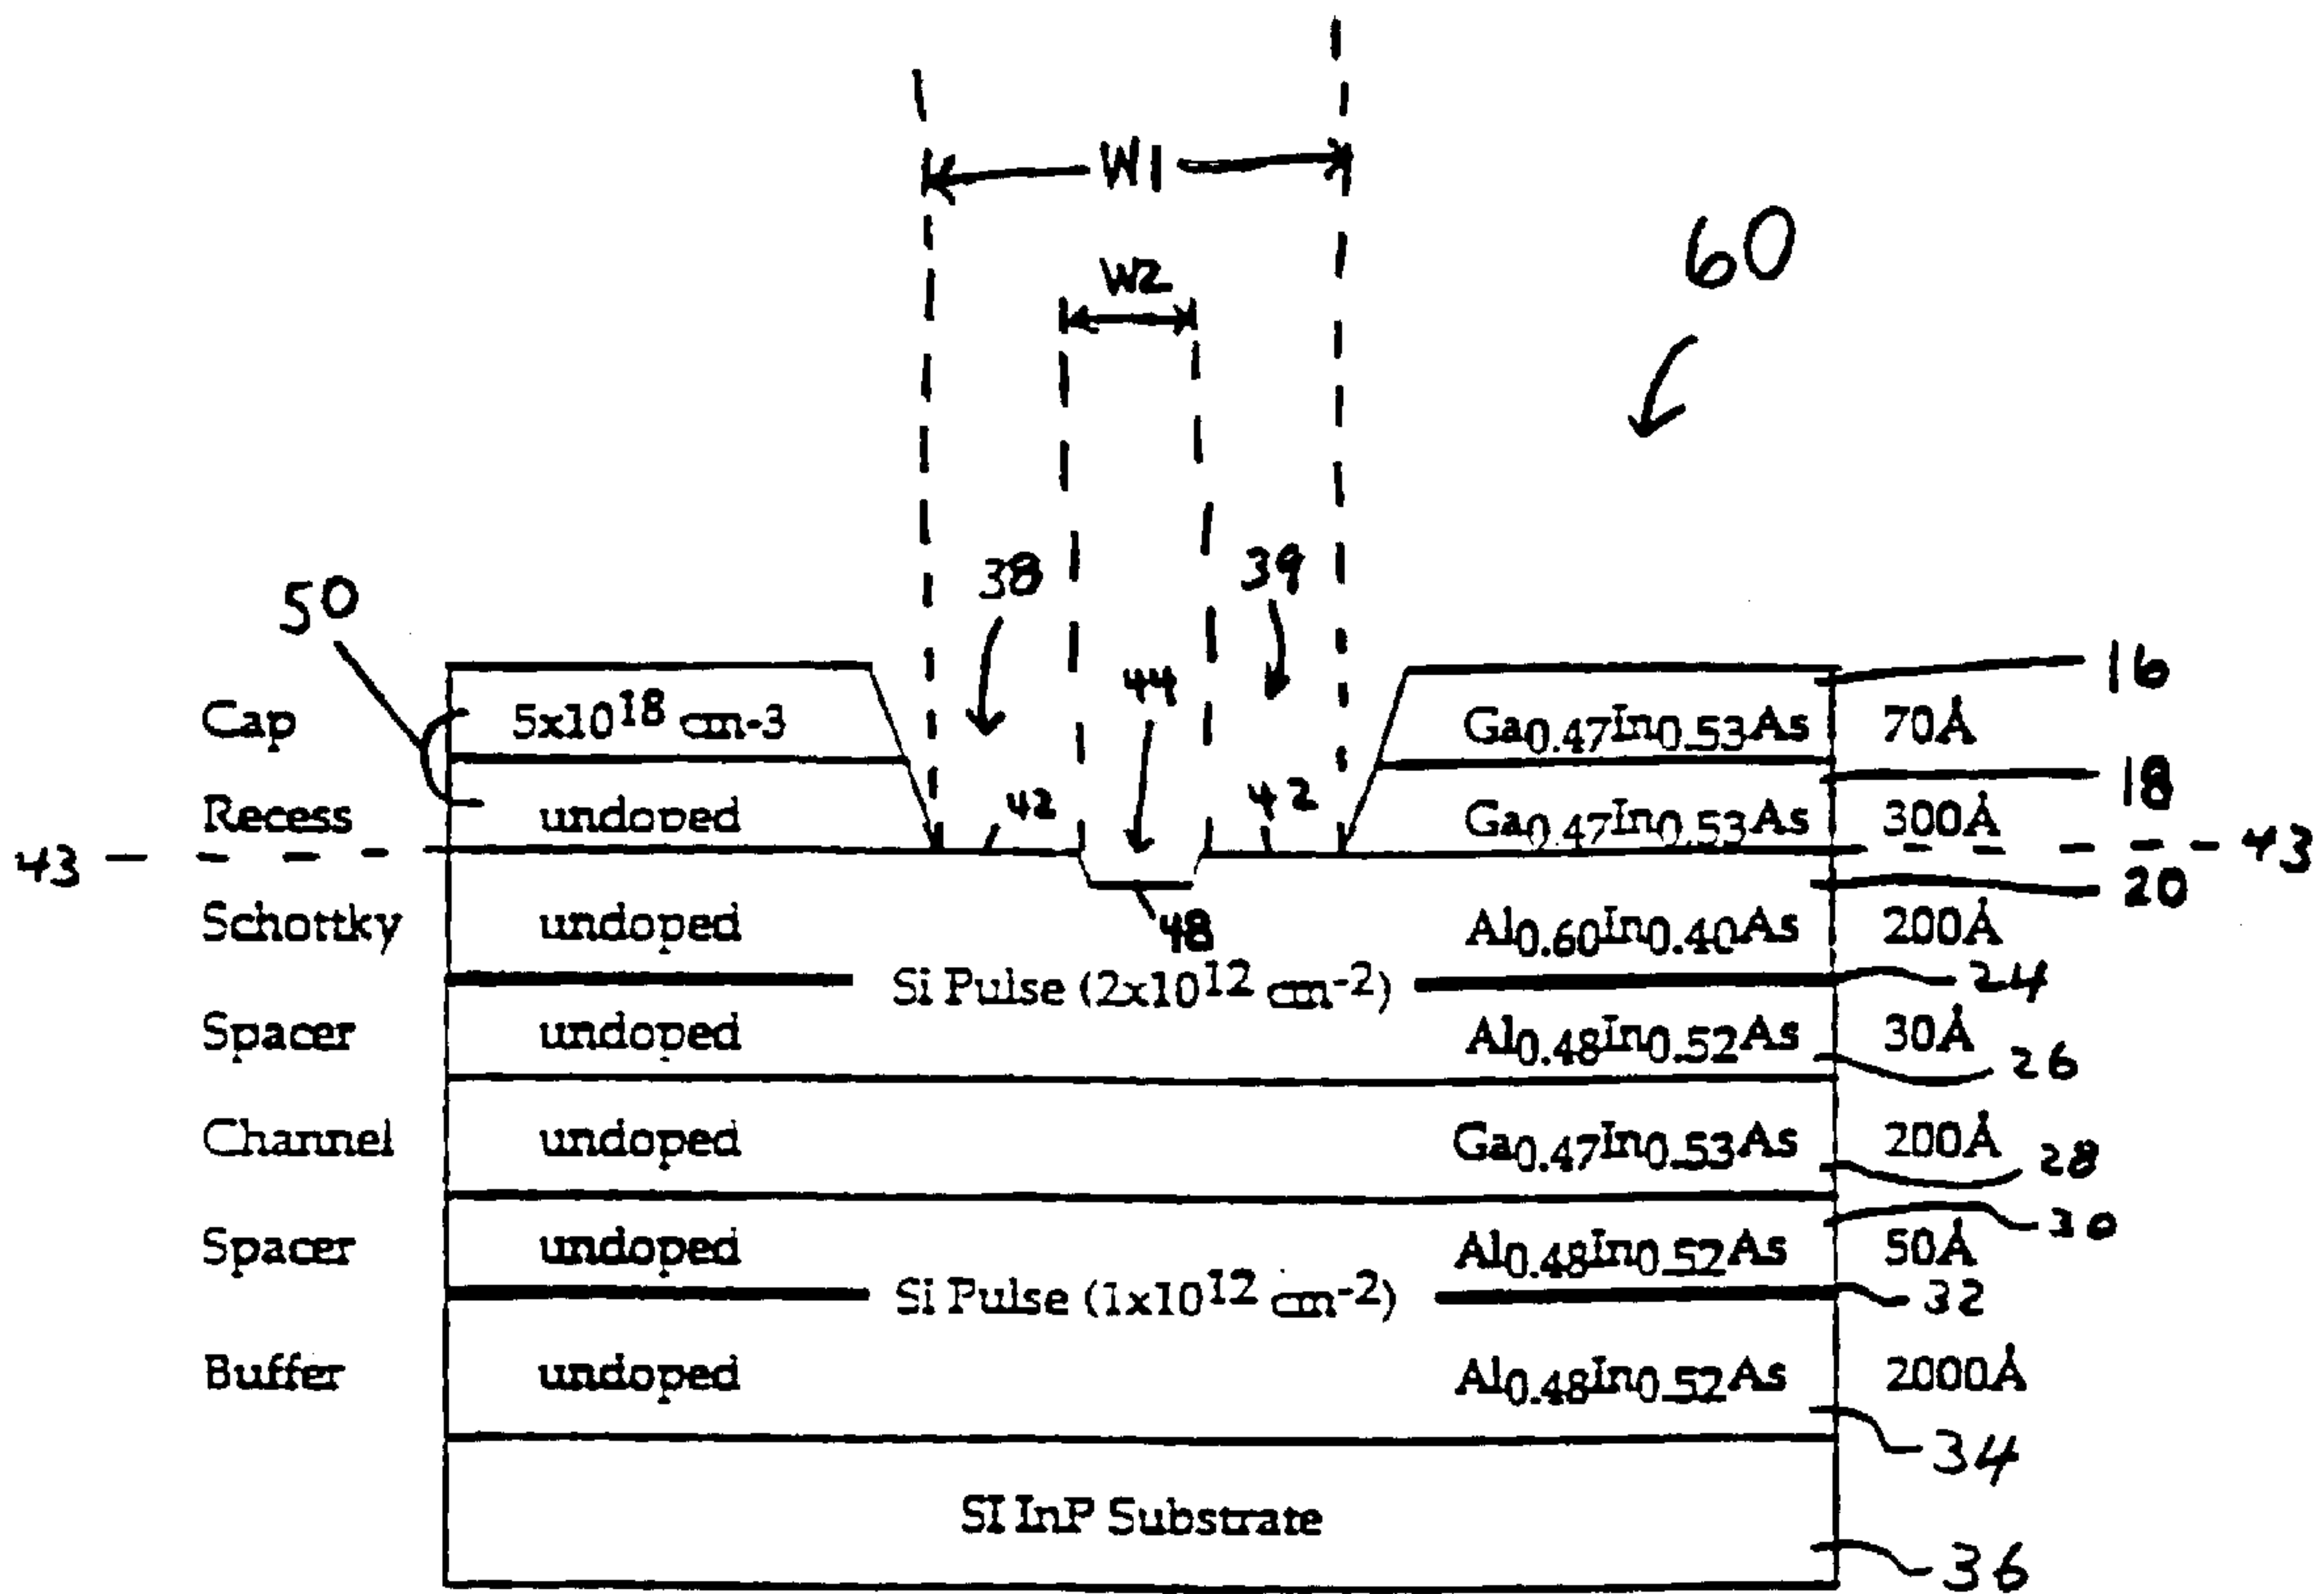 W1
W2
60
38 39
50
44
16
Cap 5x10^18 cm-3 Ga0.47In0.53As 70Å
18
42 42
Recess undoped Ga0.47In0.53As 300Å
43 43
20
Schottky undoped 48 Al0.60In0.40As 200Å
Si Pulse (2x10^12 cm^-2) 24
Spacer undoped Al0.48In0.52As 30Å
26
Channel undoped Ga0.47In0.53As 200Å
28
30
Spacer undoped Al0.48In0.52As 50Å
Si Pulse (1x10^12 cm^-2) 32
Buffer undoped Al0.48In0.52As 2000Å
34
SI InP Substrate
36